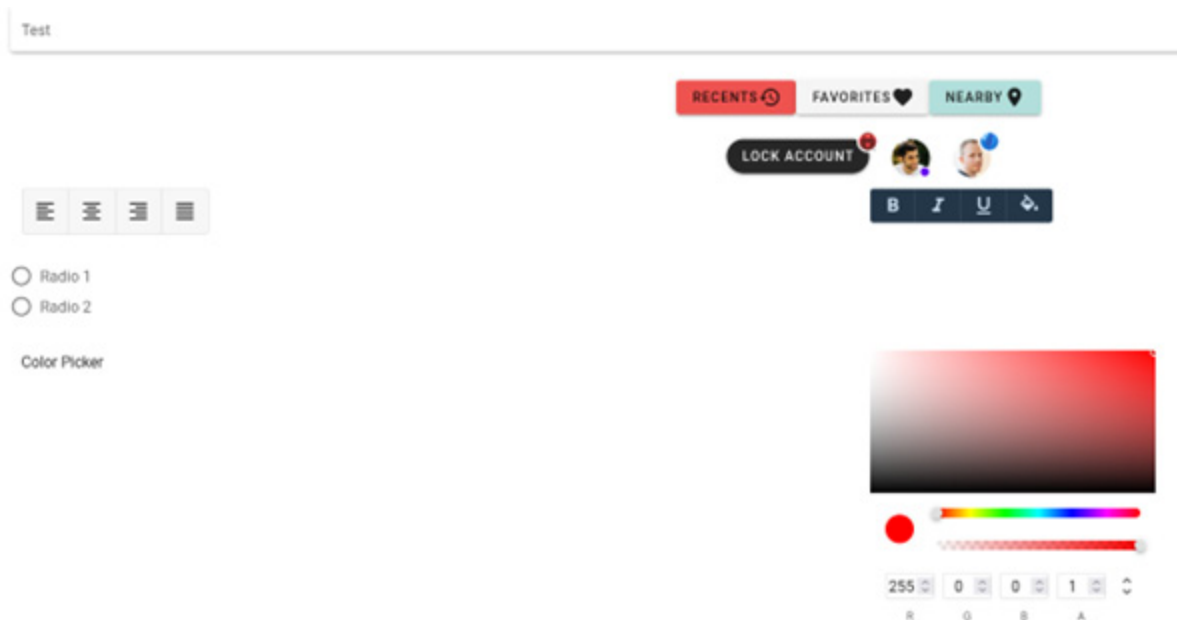 Test
RECENTS FAVORITES NEARBY
LOCK ACCOUNT
B I U
Radio 1
Radio 2
Color Picker
255 0 0 1
R G B A